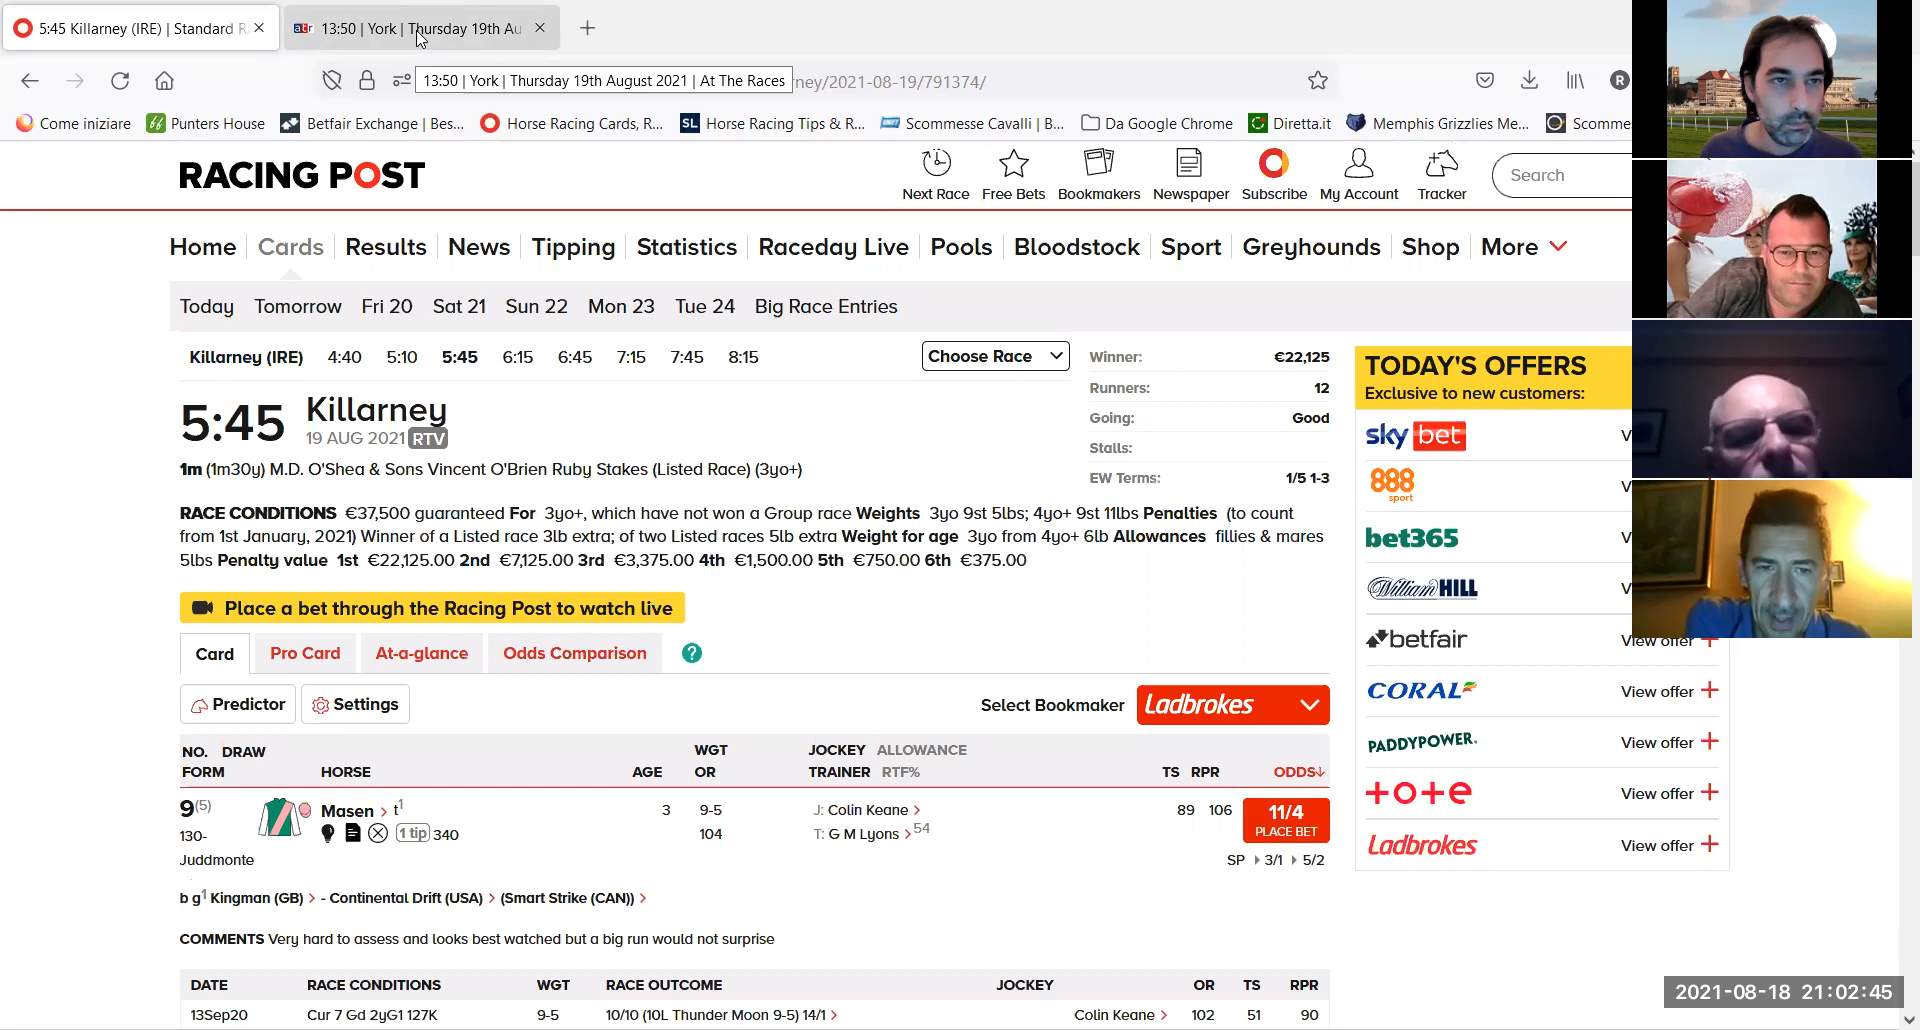 5:45 Killarney (IRE) | Standard R
atr 13:50 | York | Thursday 19th Au
13:50 | York | Thursday 19th August 2021 | At The Races
ney/2021-08-19/791374/
R
Come iniziare
Punters House
Betfair Exchange | Bes...
Horse Racing Cards, R...
SL Horse Racing Tips & R...
Scommesse Cavalli | B...
Da Google Chrome
Diretta.it
Memphis Grizzlies Me...
Scomme
RACING POST
Next Race
Free Bets
Bookmakers
Newspaper
Subscribe
My Account
Tracker
Search
Home Cards Results News Tipping Statistics Raceday Live Pools Bloodstock Sport Greyhounds Shop More
Today Tomorrow Fri 20 Sat 21 Sun 22 Mon 23 Tue 24 Big Race Entries
Killarney (IRE) 4:40 5:10 5:45 6:15 6:45 7:15 7:45 8:15
Choose Race
5:45 Killarney
19 AUG 2021 RTV
1m (1m30y) M.D. O'Shea & Sons Vincent O'Brien Ruby Stakes (Listed Race) (3yo+)
Winner: €22,125
Runners: 12
Going: Good
Stalls:
EW Terms: 1/5 1-3
RACE CONDITIONS €37,500 guaranteed For 3yo+, which have not won a Group race Weights 3yo 9st 5lbs; 4yo+ 9st 11lbs Penalties (to count
from 1st January, 2021) Winner of a Listed race 3lb extra; of two Listed races 5lb extra Weight for age 3yo from 4yo+ 6lb Allowances fillies & mares
5lbs Penalty value 1st €22,125.00 2nd €7,125.00 3rd €3,375.00 4th €1,500.00 5th €750.00 6th €375.00
Place a bet through the Racing Post to watch live
Card Pro Card At-a-glance Odds Comparison ?
Predictor Settings
Select Bookmaker Ladbrokes
NO. DRAW
FORM
HORSE
AGE
WGT
OR
JOCKEY ALLOWANCE
TRAINER RTF%
TS RPR ODDS
9(5)
130-
Juddmonte
Masen > t1
1 tip 340
3
9-5
104
J: Colin Keane >
T: G M Lyons > 54
89 106
11/4
PLACE BET
SP 3/1 5/2
b g1 Kingman (GB) > - Continental Drift (USA) > (Smart Strike (CAN)) >
COMMENTS Very hard to assess and looks best watched but a big run would not surprise
DATE RACE CONDITIONS WGT RACE OUTCOME JOCKEY OR TS RPR
13Sep20 Cur 7 Gd 2yG1 127K 9-5 10/10 (10L Thunder Moon 9-5) 14/1 > Colin Keane > 102 51 90
TODAY'S OFFERS
Exclusive to new customers:
sky bet V
888 sport V
bet365 V
William HILL V
betfair View offer +
CORAL View offer +
PADDYPOWER. View offer +
tote View offer +
Ladbrokes View offer +
2021-08-18 21:02:45